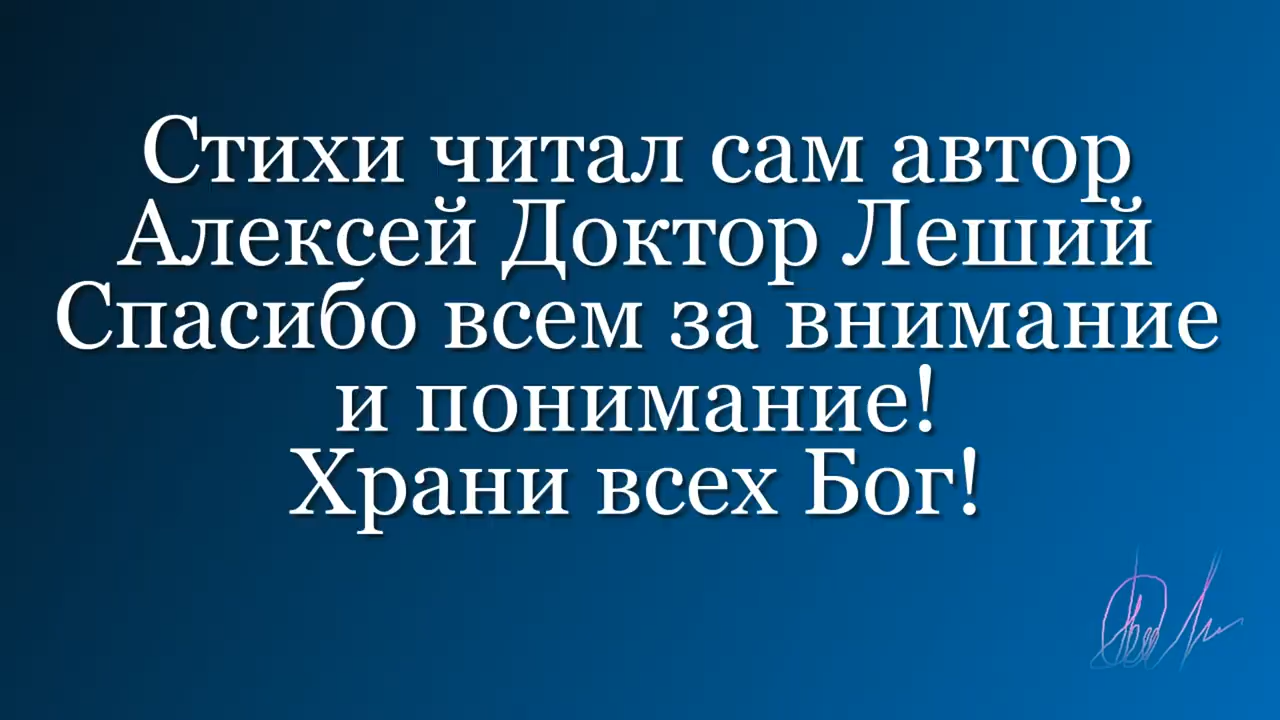 Стихи читал сам автор
Алексей Доктор Леший
Спасибо всем за внимание
и понимание!
Храни всех Бог!